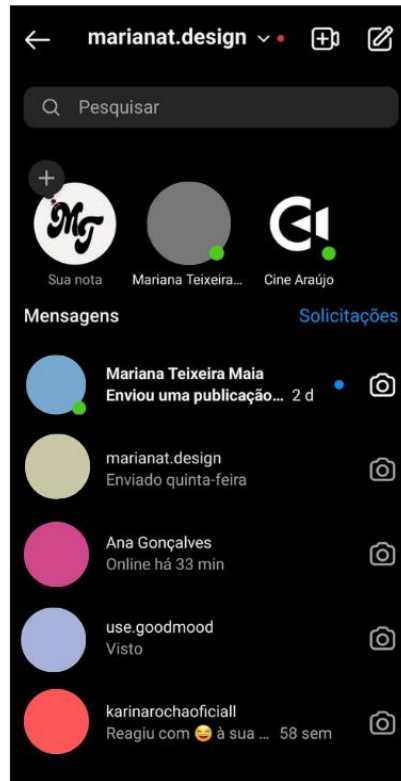 marianat.design
Pesquisar
MT
Sua nota
Mariana Teixeira...
Cine Araújo
Mensagens
Solicitações
Mariana Teixeira Maia
Enviou uma publicação... 2 d
marianat.design
Enviado quinta-feira
Ana Gonçalves
Online há 33 min
use.goodmood
Visto
karinarochaoficiall
Reagiu com 😂 à sua ... 58 sem